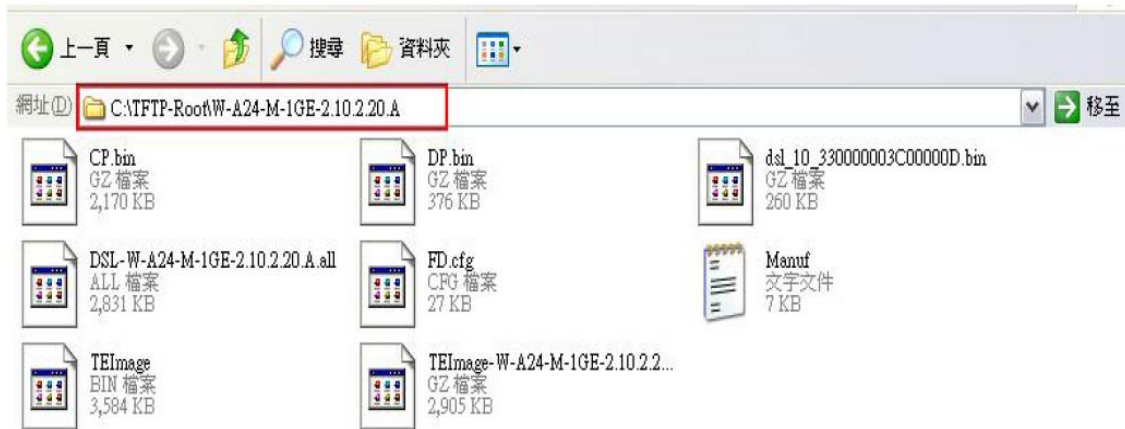 上一頁 搜尋 資料夾
網址(D) C:\TFTP-Root\W-A24-M-1GE-2.10.2.20.A 移至
CP.bin
GZ 檔案
2,170 KB
DP.bin
GZ 檔案
376 KB
dsl_10_330000003C00000D.bin
GZ 檔案
260 KB
DSL-W-A24-M-1GE-2.10.2.20.A.all
ALL 檔案
2,831 KB
FD.cfg
CFG 檔案
27 KB
Manuf
文字文件
7 KB
TEImage
BIN 檔案
3,584 KB
TEImage-W-A24-M-1GE-2.10.2.2...
GZ 檔案
2,905 KB